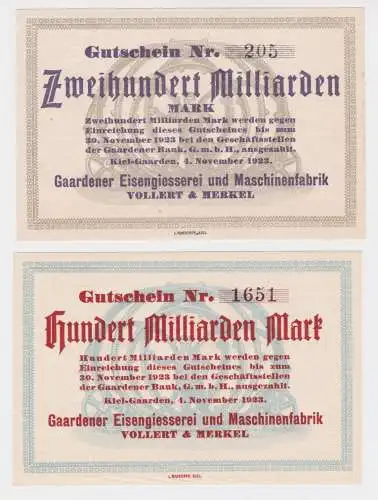 Gutschein Nr. 205
Zweihundert Milliarden
MARK
Zweihundert Milliarden Mark werden gegen
Einreichung dieses Gutscheines bis zum
20. November 1923 bei den Geschäftsstellen
der Gaardener Bank, G. m. b. H., ausgezahlt.
Kiel-Gaarden, 4. November 1923.
Gaardener Eisengiesserei und Maschinenfabrik
VOLLERT & MERKEL
Gutschein Nr. 1651
Hundert Milliarden Mark
Hundert Milliarden Mark werden gegen
Einreichung dieses Gutscheines bis zum
20. November 1923 bei den Geschäftsstellen
der Gaardener Bank, G. m. b. H., ausgezahlt.
Kiel-Gaarden, 4. November 1923.
Gaardener Eisengiesserei und Maschinenfabrik
VOLLERT & MERKEL